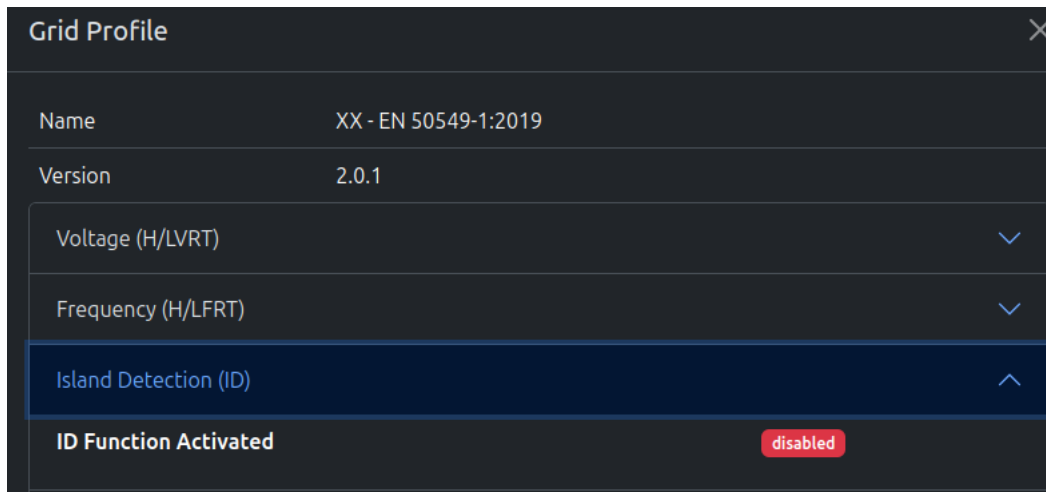 Grid Profile
Name XX - EN 50549-1:2019
Version 2.0.1
Voltage (H/LVRT)
Frequency (H/LFRT)
Island Detection (ID)
ID Function Activated disabled